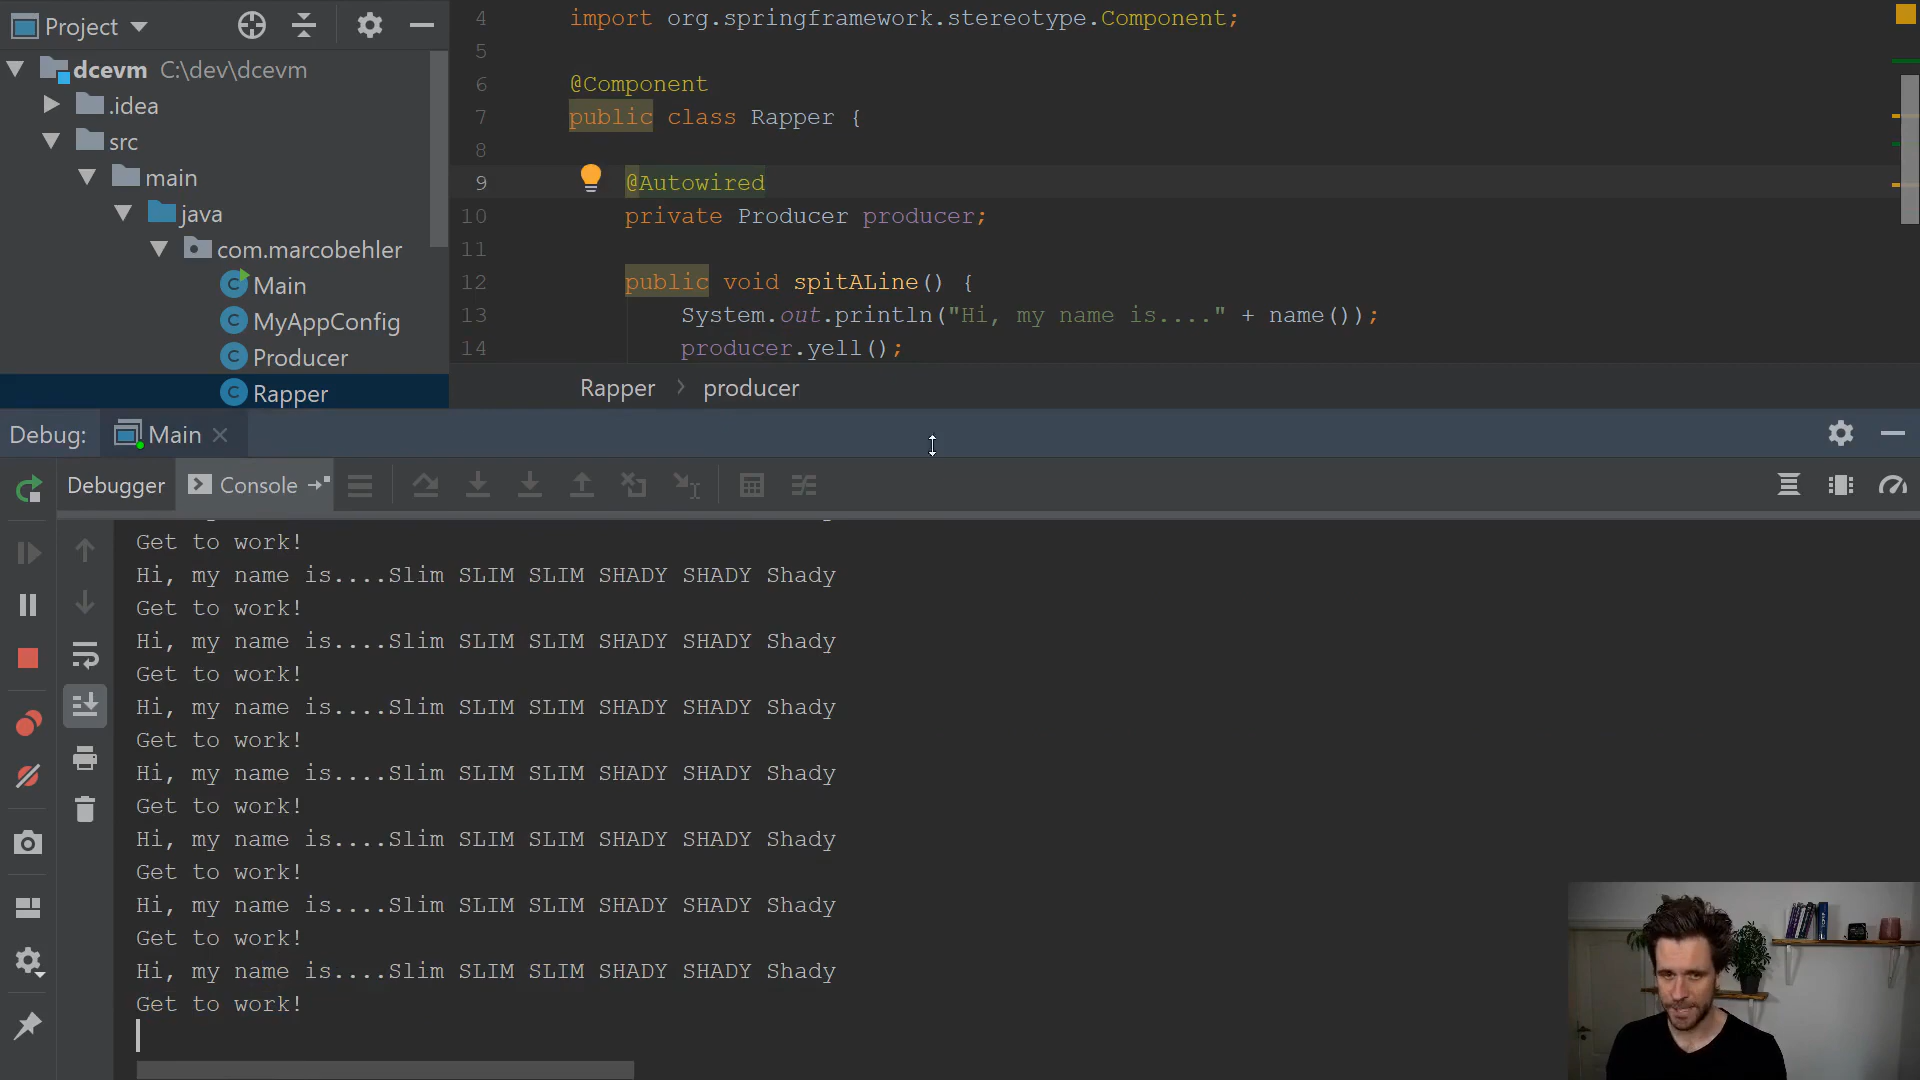 Project
dcevm C:\dev\dcevm
.idea
src
main
java
com.marcobehler
Main
MyAppConfig
Producer
Rapper
4 import org.springframework.stereotype.Component;
5
6 @Component
7 public class Rapper {
8
9 @Autowired
10 private Producer producer;
11
12 public void spitALine() {
13 System.out.println("Hi, my name is...." + name());
14 producer.yell();
Rapper > producer
Debug: Main
Debugger Console
Get to work!
Hi, my name is....Slim SLIM SLIM SHADY SHADY Shady
Get to work!
Hi, my name is....Slim SLIM SLIM SHADY SHADY Shady
Get to work!
Hi, my name is....Slim SLIM SLIM SHADY SHADY Shady
Get to work!
Hi, my name is....Slim SLIM SLIM SHADY SHADY Shady
Get to work!
Hi, my name is....Slim SLIM SLIM SHADY SHADY Shady
Get to work!
Hi, my name is....Slim SLIM SLIM SHADY SHADY Shady
Get to work!
Hi, my name is....Slim SLIM SLIM SHADY SHADY Shady
Get to work!